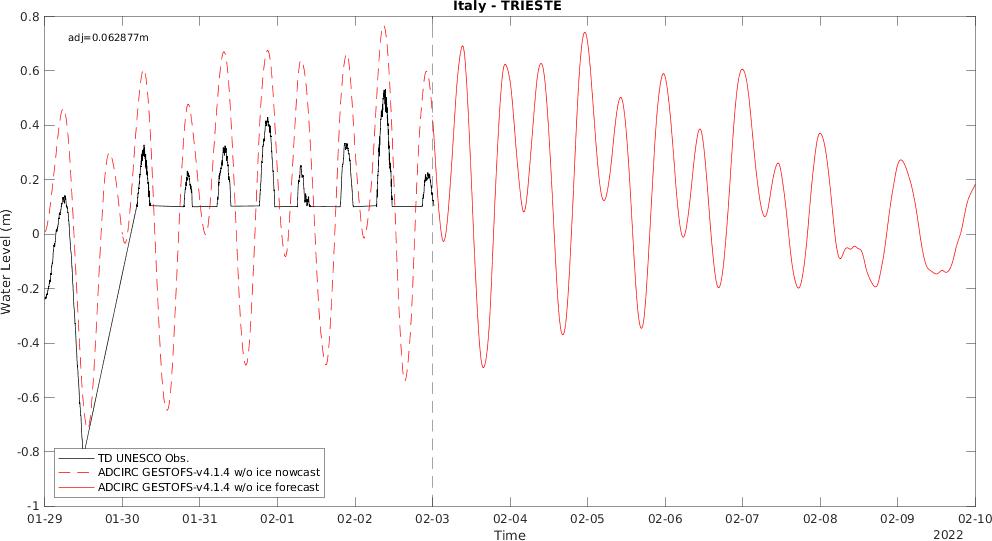 Italy - TRIESTE
adj=0.062877m
0.8
0.6
0.4
0.2
0
-0.2
-0.4
-0.6
-0.8
-1
Water Level (m)
TD UNESCO Obs.
ADCIRC GESTOFS-v4.1.4 w/o ice nowcast
ADCIRC GESTOFS-v4.1.4 w/o ice forecast
01-29 01-30 01-31 02-01 02-02 02-03 02-04 02-05 02-06 02-07 02-08 02-09 02-10
Time
2022